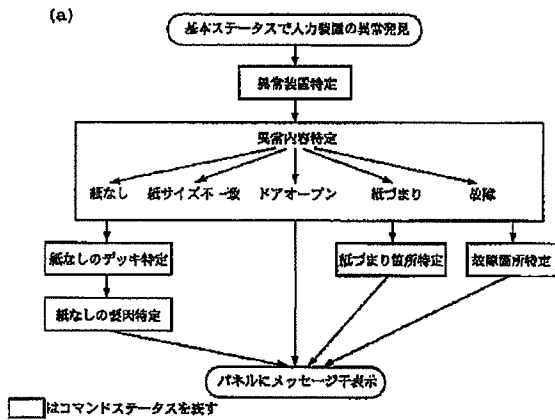 (a)
基本ステータスで入力装置の異常発見
異常装置特定
異常内容特定
紙なし 紙サイズ不一致 ドアオープン 紙づまり 故障
紙なしのデッキ特定 紙づまり箇所特定 故障箇所特定
紙なしの要因特定
パネルにメッセージ表示
はコマンドステータスを表す